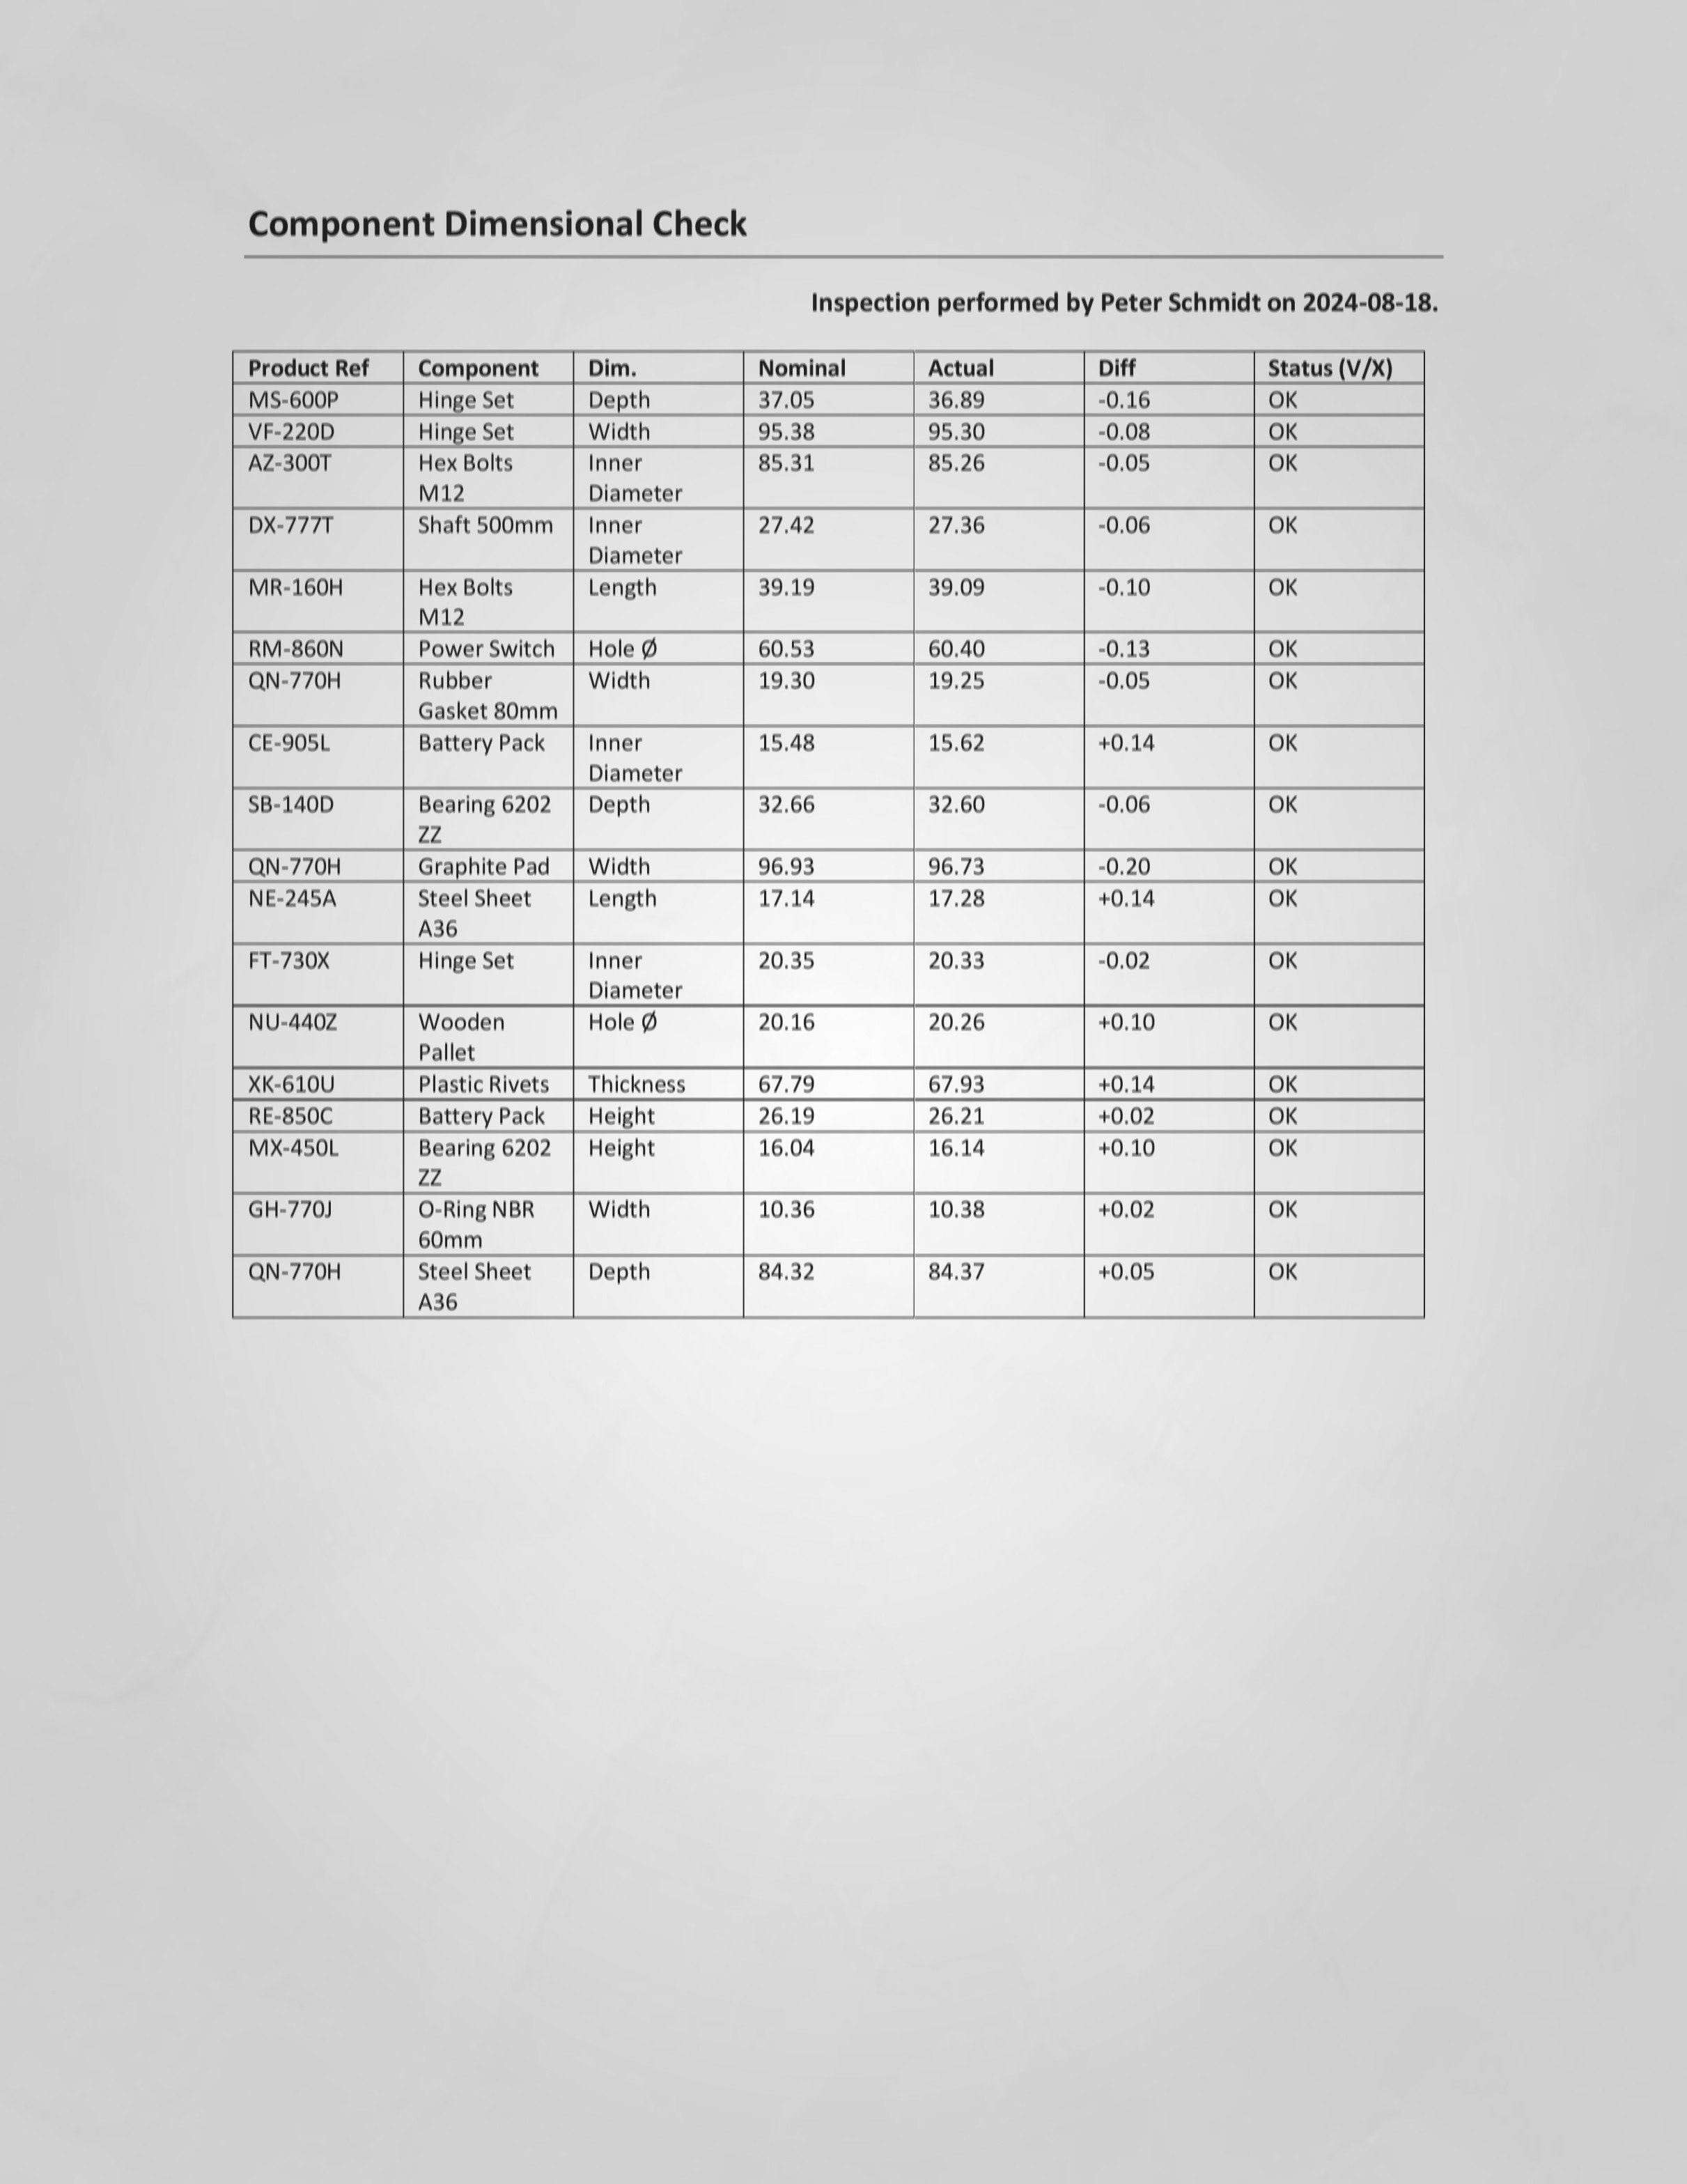 Component Dimensional Check
Inspection performed by Peter Schmidt on 2024-08-18.
Product Ref Component Dim. Nominal Actual Diff Status (V/X)
MS-600P Hinge Set Depth 37.05 36.89 -0.16 OK
VF-220D Hinge Set Width 95.38 95.30 -0.08 OK
AZ-300T Hex Bolts Inner 85.31 85.26 -0.05 OK
M12 Diameter
DX-777T Shaft 500mm Inner 27.42 27.36 -0.06 OK
Diameter
MR-160H Hex Bolts Length 39.19 39.09 -0.10 OK
M12
RM-860N Power Switch Hole Ø 60.53 60.40 -0.13 OK
QN-770H Rubber Width 19.30 19.25 -0.05 OK
Gasket 80mm
CE-905L Battery Pack Inner 15.48 15.62 +0.14 OK
Diameter
SB-140D Bearing 6202 Depth 32.66 32.60 -0.06 OK
ZZ
QN-770H Graphite Pad Width 96.93 96.73 -0.20 OK
NE-245A Steel Sheet Length 17.14 17.28 +0.14 OK
A36
FT-730X Hinge Set Inner 20.35 20.33 -0.02 OK
Diameter
NU-440Z Wooden Hole Ø 20.16 20.26 +0.10 OK
Pallet
XK-610U Plastic Rivets Thickness 67.79 67.93 +0.14 OK
RE-850C Battery Pack Height 26.19 26.21 +0.02 OK
MX-450L Bearing 6202 Height 16.04 16.14 +0.10 OK
ZZ
GH-770J O-Ring NBR Width 10.36 10.38 +0.02 OK
60mm
QN-770H Steel Sheet Depth 84.32 84.37 +0.05 OK
A36